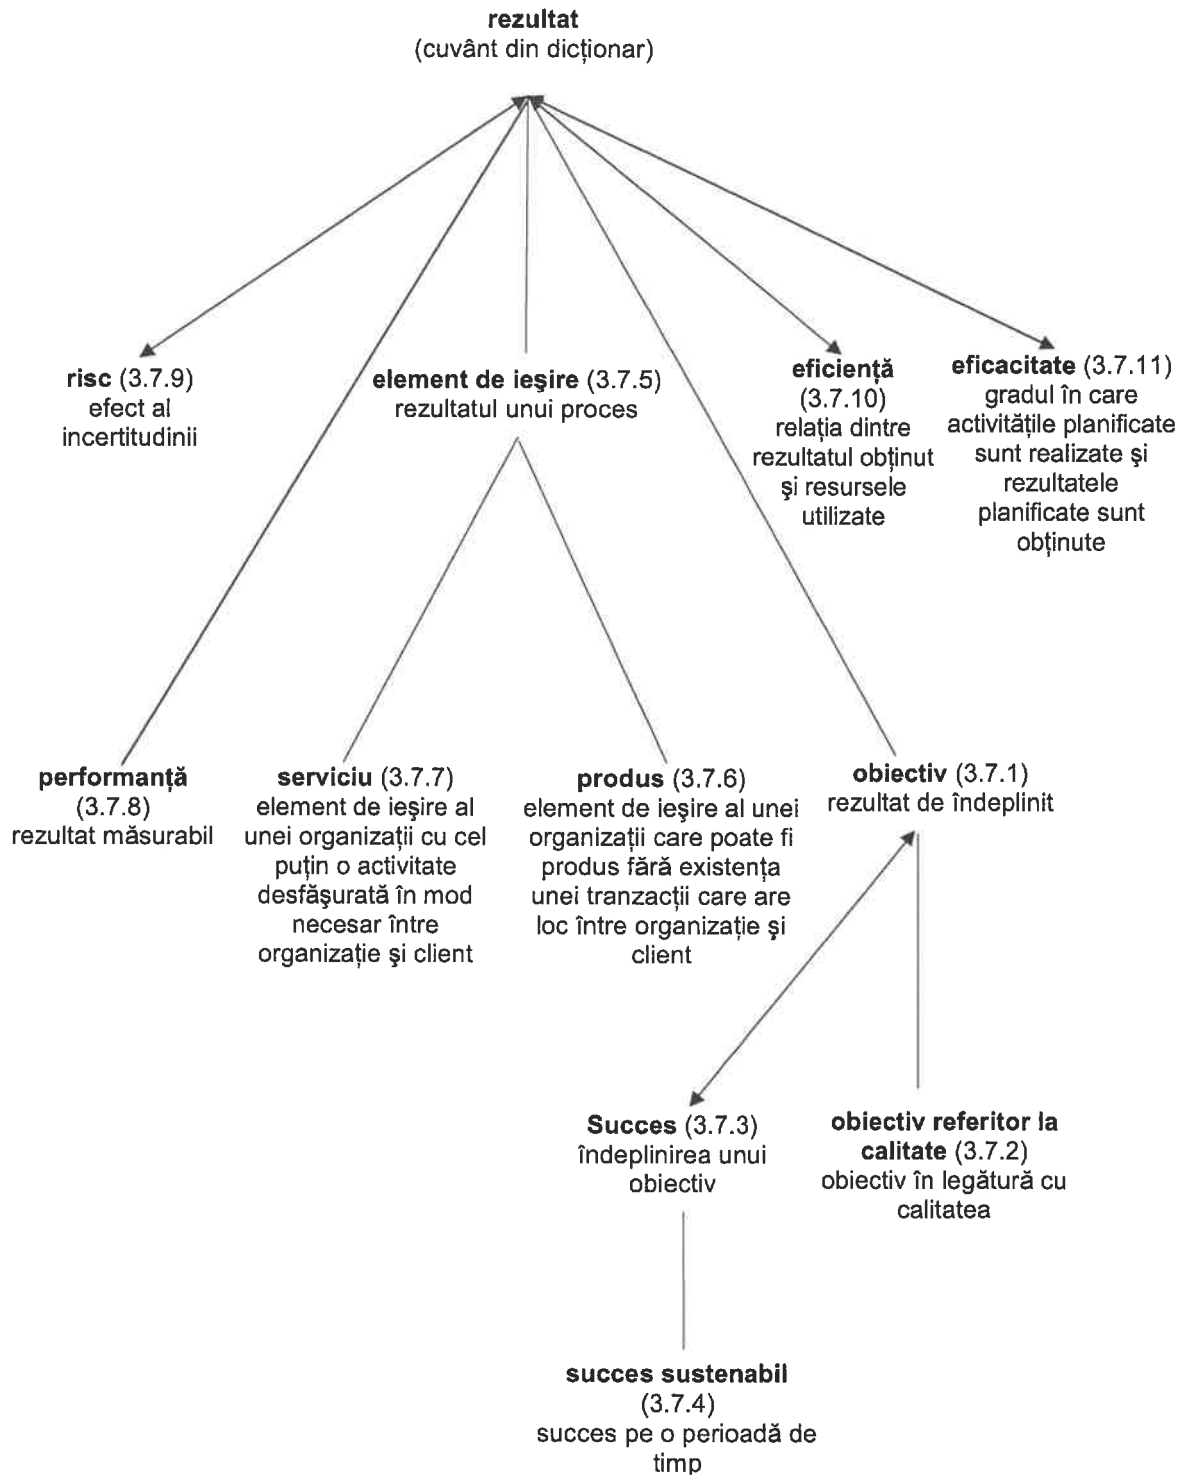 rezultat
(cuvânt din dicționar)
risc (3.7.9)
efect al
incertitudinii
element de ieşire (3.7.5)
rezultatul unui proces
eficiență
(3.7.10)
relația dintre
rezultatul obținut
şi resursele
utilizate
eficacitate (3.7.11)
gradul în care
activitățile planificate
sunt realizate şi
rezultatele
planificate sunt
obținute
performanță
(3.7.8)
rezultat măsurabil
serviciu (3.7.7)
element de ieşire al
unei organizații cu cel
puțin o activitate
desfăşurată în mod
necesar între
organizație şi client
produs (3.7.6)
element de ieşire al unei
organizații care poate fi
produs fără existența
unei tranzacții care are
loc între organizație şi
client
obiectiv (3.7.1)
rezultat de îndeplinit
Succes (3.7.3)
îndeplinirea unui
obiectiv
obiectiv referitor la
calitate (3.7.2)
obiectiv în legătură cu
calitatea
succes sustenabil
(3.7.4)
succes pe o perioadă de
timp